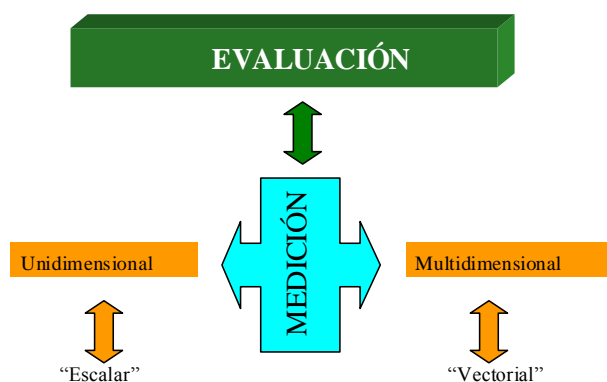 EVALUACIÓN
MEDICIÓN
Unidimensional
Multidimensional
“Escalar”
“Vectorial”